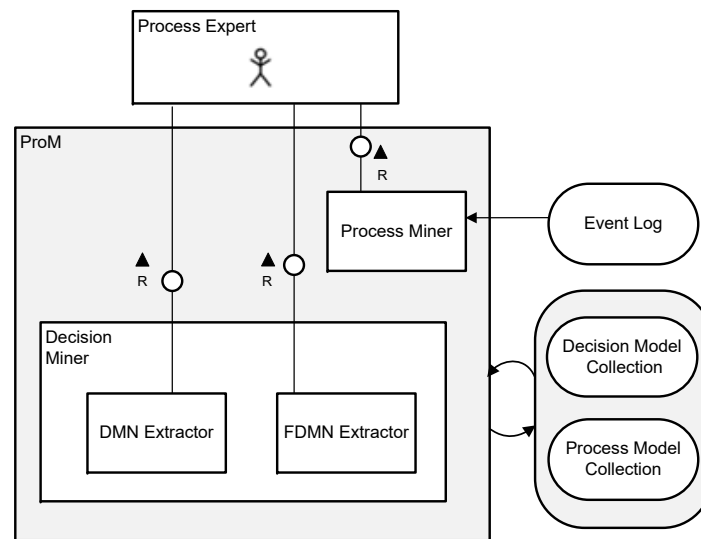 Process Expert
ProM
R
Process Miner
Event Log
R
R
Decision
Miner
Decision Model
Collection
DMN Extractor
FDMN Extractor
Process Model
Collection